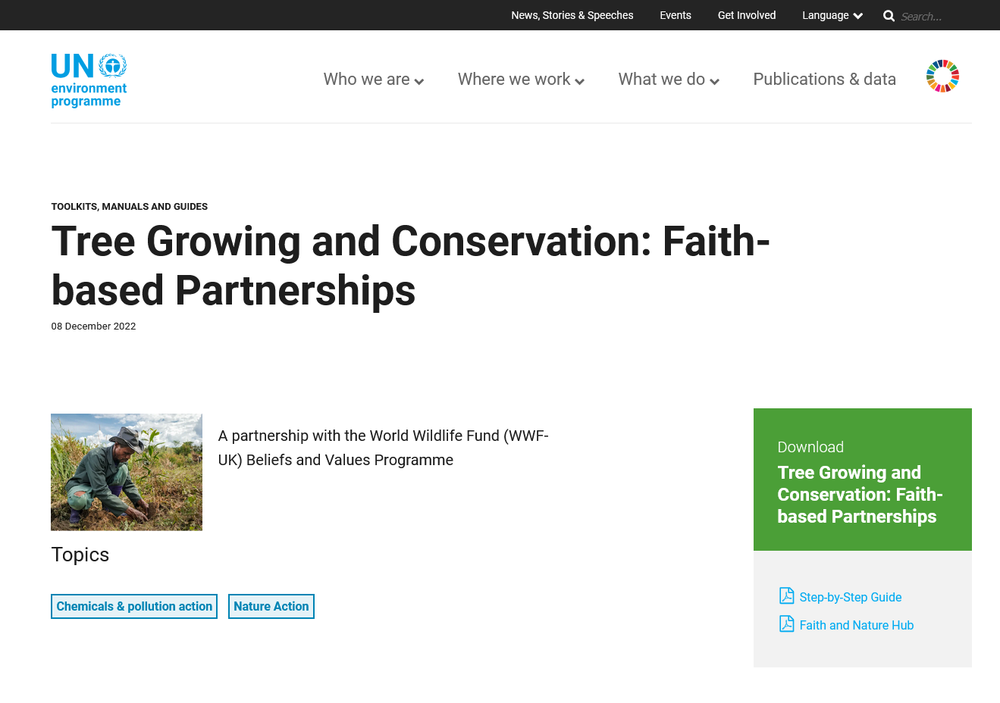 News, Stories & Speeches
Events
Get Involved
Language
Search...
UN
environment
programme
Who we are
Where we work
What we do
Publications & data
TOOLKITS, MANUALS AND GUIDES
Tree Growing and Conservation: Faith-
based Partnerships
08 December 2022
A partnership with the World Wildlife Fund (WWF-
UK) Beliefs and Values Programme
Topics
Chemicals & pollution action
Nature Action
Download
Tree Growing and
Conservation: Faith-
based Partnerships
Step-by-Step Guide
Faith and Nature Hub